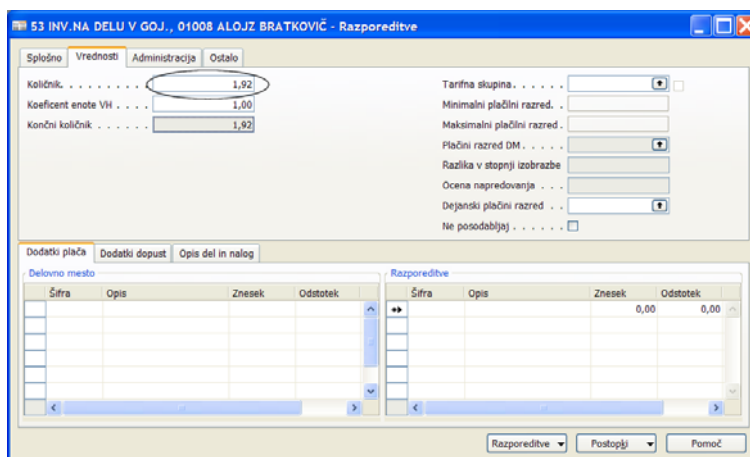 53 INV.NA DELU V GOJ., 01008 ALOJZ BRATKOVIČ - Razporeditve
Splošno Vrednosti Administracija Ostalo
Količnik. . . . . . . . . 1,92
Koeficent enote VH . . . . 1,00
Končni količnik . . . . . . 1,92
Tarifna skupina. . . . . .
Minimalni plačilni razred. .
Maksimalni plačilni razred .
Plačini razred DM. . . . .
Razlika v stopnji izobrazbe
Ocena napredovanja . . .
Dejanski plačini razred . .
Ne posodabljaj . . . . . .
Dodatki plača Dodatki dopust Opis del in nalog
Delovno mesto
Šifra Opis Znesek Odstotek
Razporeditve
Šifra Opis Znesek Odstotek
0,00 0,00
Razporeditve Postopki Pomoč